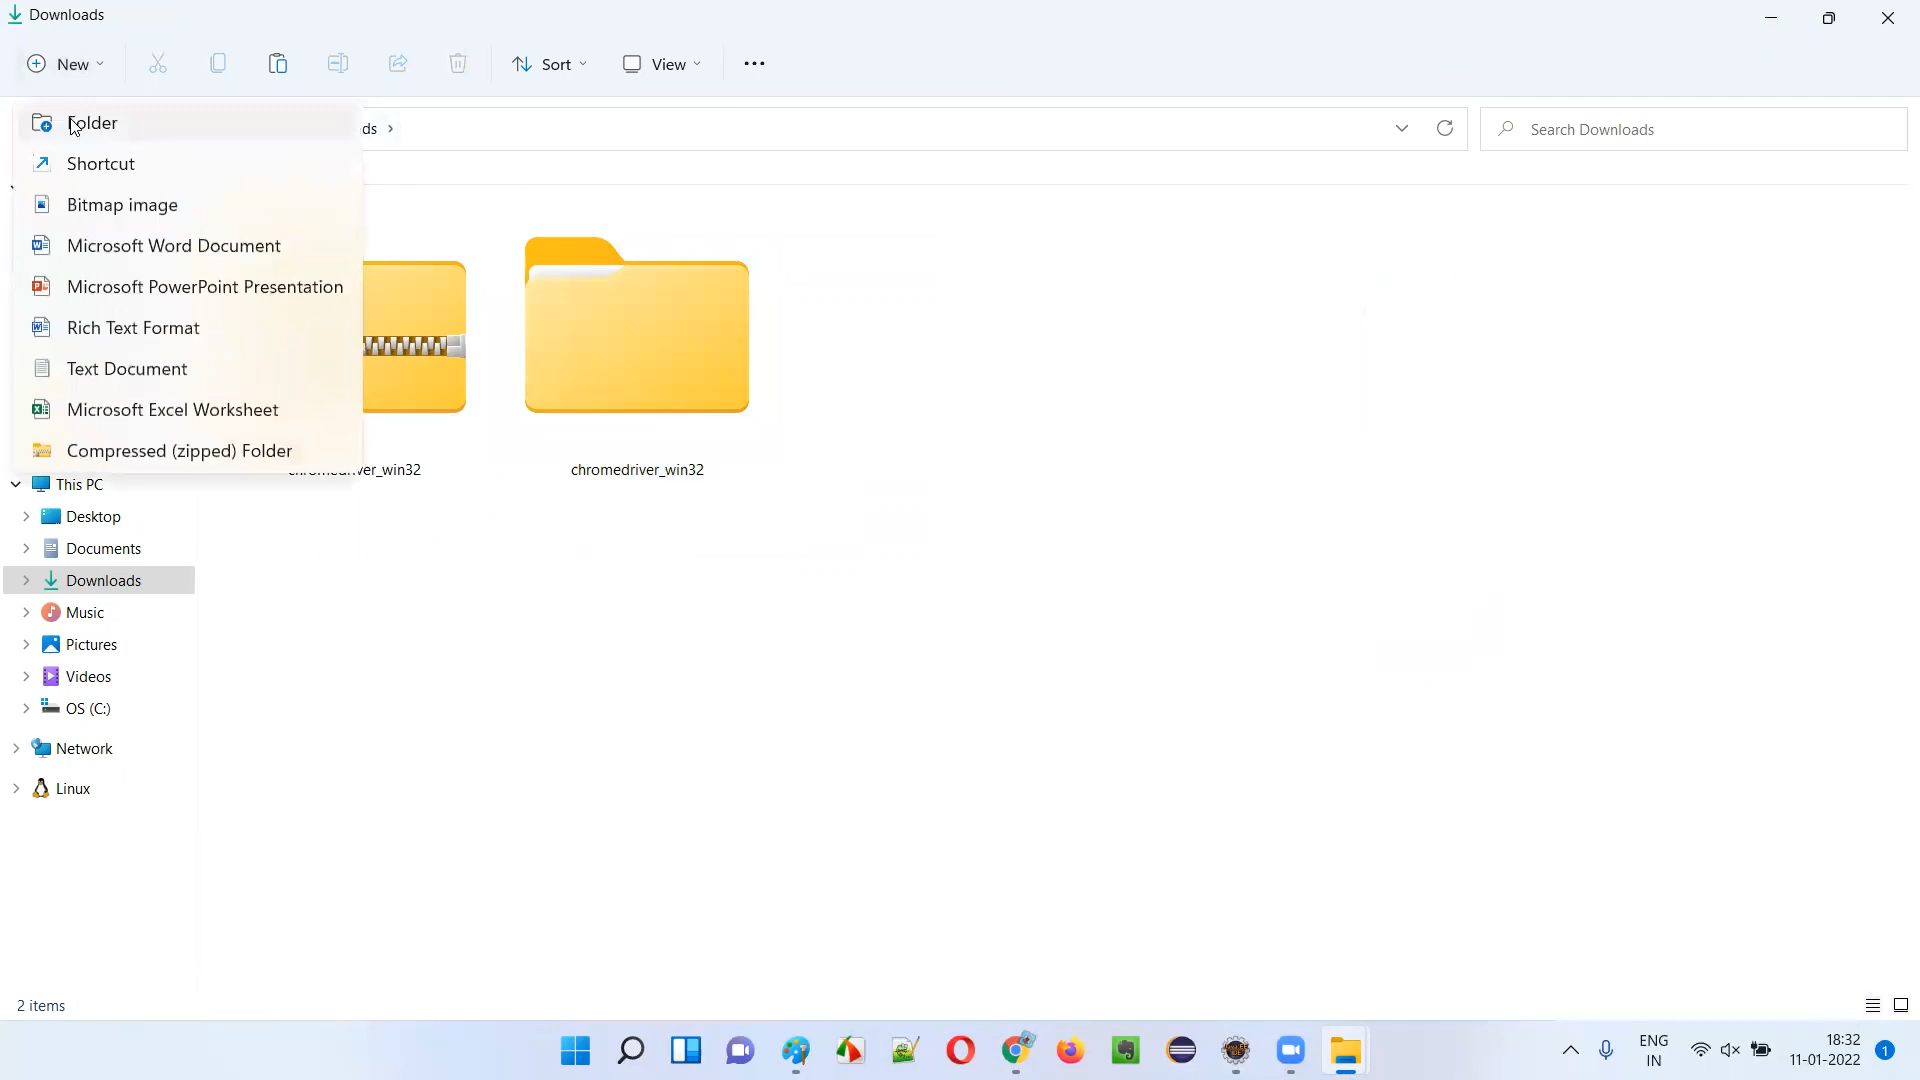 Downloads
New
Sort
View
Folder
ds
Search Downloads
Shortcut
Bitmap image
Microsoft Word Document
Microsoft PowerPoint Presentation
Rich Text Format
Text Document
Microsoft Excel Worksheet
Compressed (zipped) Folder
chromedriver_win32
chromedriver_win32
This PC
Desktop
Documents
Downloads
Music
Pictures
Videos
OS (C:)
Network
Linux
2 items
ENG
IN
18:32
11-01-2022
1